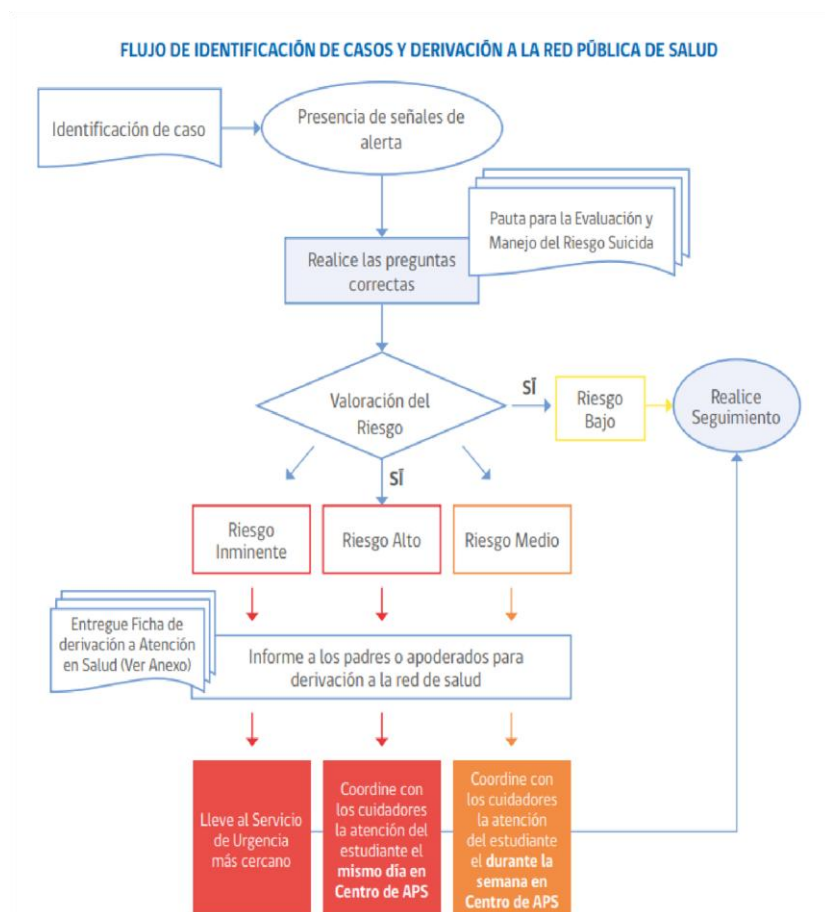 FLUJO DE IDENTIFICACIÓN DE CASOS Y DERIVACIÓN A LA RED PÚBLICA DE SALUD
Identificación de caso
Presencia de señales de
alerta
Pauta para la Evaluación y
Manejo del Riesgo Suicida
Realice las preguntas
correctas
Valoración del
Riesgo
SÍ
Riesgo
Bajo
Realice
Seguimiento
SÍ
Riesgo
Inminente
Riesgo Alto
Riesgo Medio
Entregue Ficha de
derivación a Atención
en Salud (Ver Anexo)
Informe a los padres o apoderados para
derivación a la red de salud
Lleve al Servicio
de Urgencia
más cercano
Coordine con
los cuidadores
la atención del
estudiante el
mismo día en
Centro de APS
Coordine con
los cuidadores
la atención
del estudiante
el durante la
semana en
Centro de APS